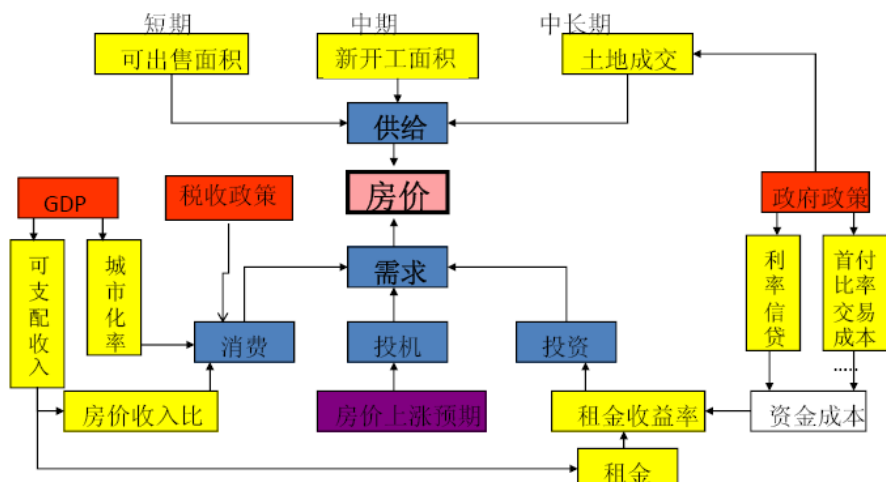 短期
中期
中长期
可出售面积
新开工面积
土地成交
供给
房价
GDP
税收政策
政府政策
可支配收入
城市化率
需求
利率信贷
首付比率交易成本
.....
消费
投机
投资
房价收入比
房价上涨预期
租金收益率
资金成本
租金